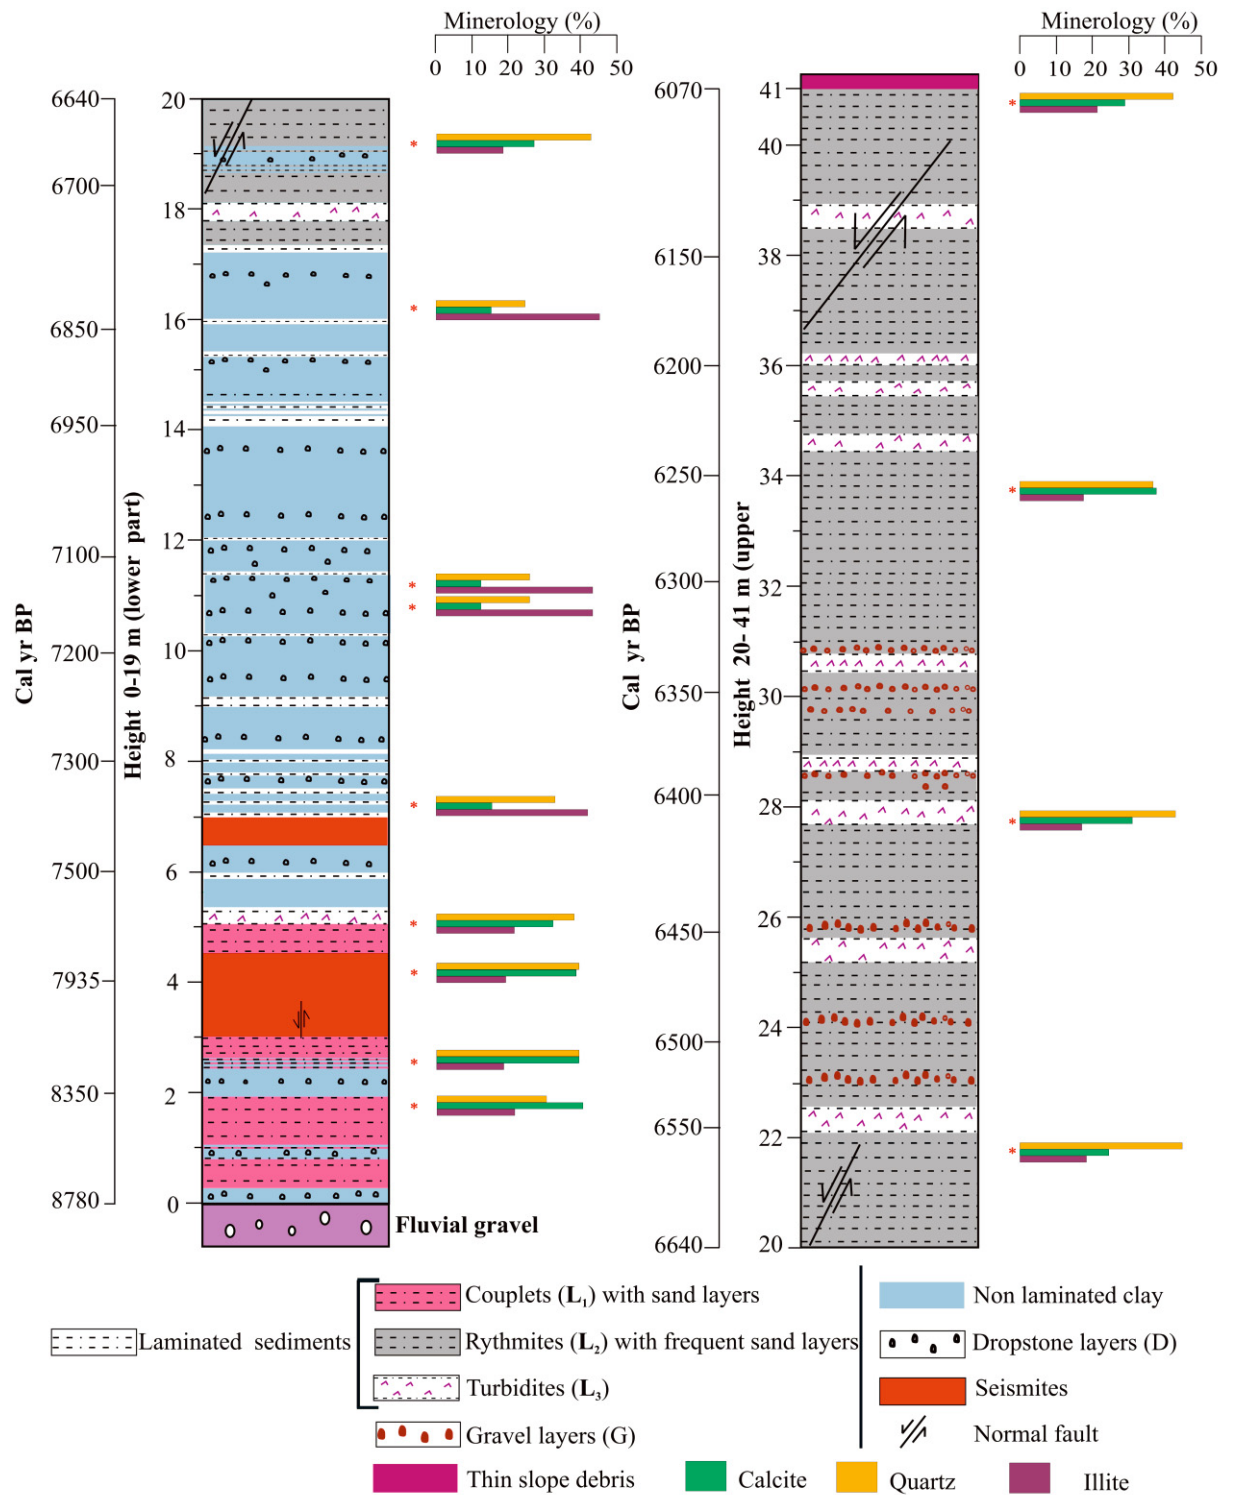 Minerology (%)
0 10 20 30 40 50
Minerology (%)
0 10 20 30 40 50
Cal yr BP
6640
6700
6850
6950
7100
7200
7300
7500
7935
8350
8780
Height 0-19 m (lower part)
20
18
16
14
12
10
8
6
4
2
0
* * * * * * * * *
Fluvial gravel
Cal yr BP
6070
6150
6200
6250
6300
6350
6400
6450
6500
6550
6640
Height 20- 41 m (upper
41
40
38
36
34
32
30
28
26
24
22
20
* * * *
Laminated sediments
Couplets (L₁) with sand layers
Rythmites (L₂) with frequent sand layers
Turbidites (L₃)
Gravel layers (G)
Thin slope debris
Non laminated clay
Dropstone layers (D)
Seismites
Normal fault
Calcite
Quartz
Illite